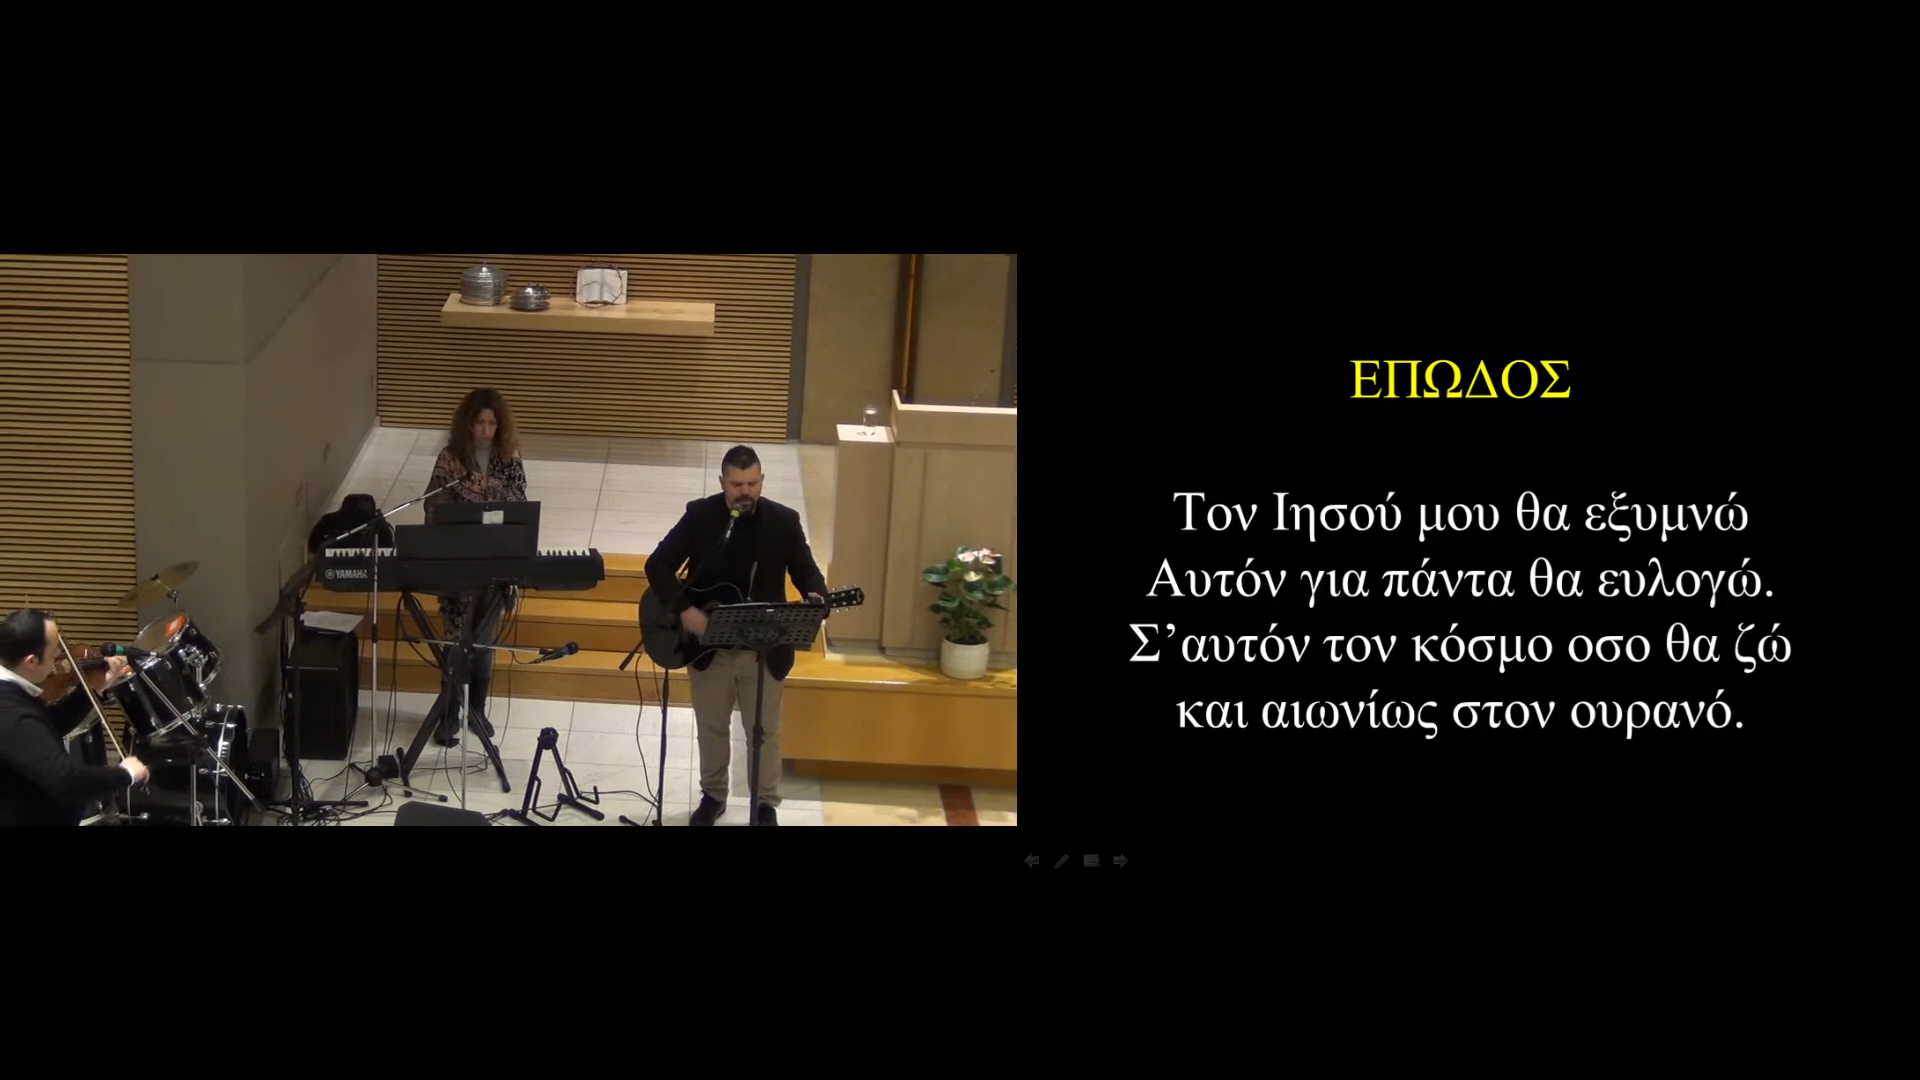 YAMAHA
ΕΠΩΔΟΣ
Τον Ιησού μου θα εξυμνώ
Αυτόν για πάντα θα ευλογώ.
Σ’αυτόν τον κόσμο οσο θα ζώ
και αιωνίως στον ουρανό.